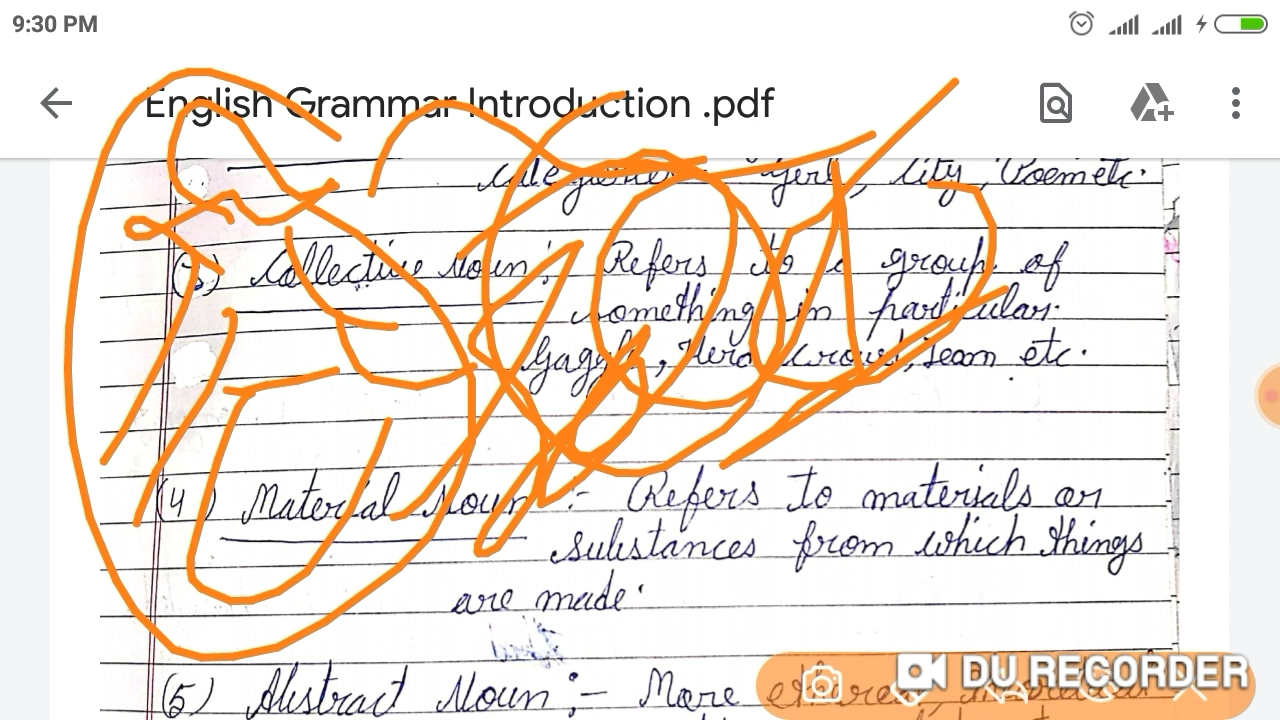 9:30 PM
English Grammar Introduction .pdf
Girl, City, Poem etc.
(3) Collective Noun :- Refers to a group of
something in particular.
Gaggle, Herd, Crowd, Team etc.
(4) Material Noun :- Refers to materials or
substances from which things
are made.
(5) Abstract Noun :- More
DU RECORDER